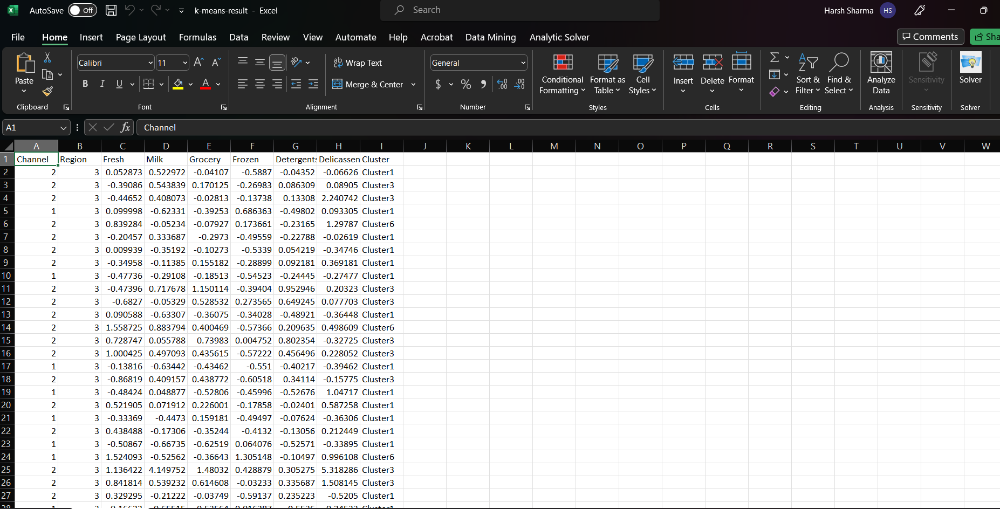 AutoSave Off k-means-result - Excel Search Harsh Sharma HS
File Home Insert Page Layout Formulas Data Review View Automate Help Acrobat Data Mining Analytic Solver Comments Sha
Calibri 11 A A ab Wrap Text General
Paste B I U A Merge & Center $ % 9 .00 .00 Conditional Formatting Format as Table Cell Styles Insert Delete Format Sort & Filter Find & Select Analyze Data Sensitivity Solver
Clipboard Font Alignment Number Styles Cells Editing Analysis Sensitivity Solver
A1 fx Channel
A B C D E F G H I J K L M N O P Q R S T U V W
1 Channel Region Fresh Milk Grocery Frozen Detergents Delicassen Cluster
2 2 3 0.052873 0.522972 -0.04107 -0.5887 -0.04352 -0.06626 Cluster1
3 2 3 -0.39086 0.543839 0.170125 -0.26983 0.086309 0.08905 Cluster3
4 2 3 -0.44652 0.408073 -0.02813 -0.13738 0.13308 2.240742 Cluster3
5 1 3 0.099998 -0.62331 -0.39253 0.686363 -0.49802 0.093305 Cluster1
6 2 3 0.839284 -0.05234 -0.07927 0.173661 -0.23165 1.29787 Cluster6
7 2 3 -0.20457 0.333687 -0.2973 -0.49559 -0.22788 -0.02619 Cluster1
8 2 3 0.009939 -0.35192 -0.10273 -0.5339 0.054219 -0.34746 Cluster1
9 2 3 -0.34958 -0.11385 0.155182 -0.28899 0.092181 0.369181 Cluster1
10 1 3 -0.47736 -0.29108 -0.18513 -0.54523 -0.24445 -0.27477 Cluster1
11 2 3 -0.47396 0.717678 1.150114 -0.39404 0.952946 0.20323 Cluster3
12 2 3 -0.6827 -0.05329 0.528532 0.273565 0.649245 0.077703 Cluster3
13 2 3 0.090588 -0.63307 -0.36075 -0.34028 -0.48921 -0.36448 Cluster1
14 2 3 1.558725 0.883794 0.400469 -0.57366 0.209635 0.498609 Cluster6
15 2 3 0.728747 0.055788 0.73983 0.004752 0.802354 -0.32725 Cluster3
16 2 3 1.000425 0.497093 0.435615 -0.57222 0.456496 0.228052 Cluster3
17 1 3 -0.13816 -0.63442 -0.43462 -0.551 -0.40217 -0.39462 Cluster1
18 2 3 -0.86819 0.409157 0.438772 -0.60518 0.34114 -0.15775 Cluster3
19 1 3 -0.48424 0.048877 -0.52806 -0.45996 -0.52676 1.04717 Cluster1
20 2 3 0.521905 0.071912 0.226001 -0.17858 -0.02401 0.587258 Cluster1
21 1 3 -0.33369 -0.4473 0.159181 -0.49497 -0.07624 -0.36306 Cluster1
22 2 3 0.438488 -0.17306 -0.35244 -0.4132 -0.13056 0.212449 Cluster1
23 1 3 -0.50867 -0.66735 -0.62519 0.064076 -0.52571 -0.33895 Cluster1
24 1 3 1.524093 -0.52562 -0.36643 1.305148 -0.10497 0.996108 Cluster6
25 2 3 1.136422 4.149752 1.48032 0.428879 0.305275 5.318286 Cluster3
26 2 3 0.841814 0.539232 0.614608 -0.03233 0.335687 1.508145 Cluster3
27 2 3 0.329295 -0.21222 -0.03749 -0.59137 0.235223 -0.5205 Cluster1